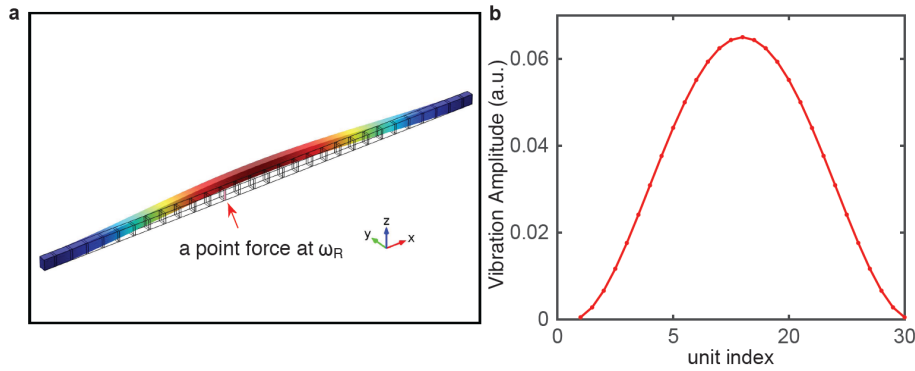 a
a point force at ωR
z
y
x
b
Vibration Amplitude (a.u.)
0.06
0.04
0.02
0
0
5
20
30
unit index